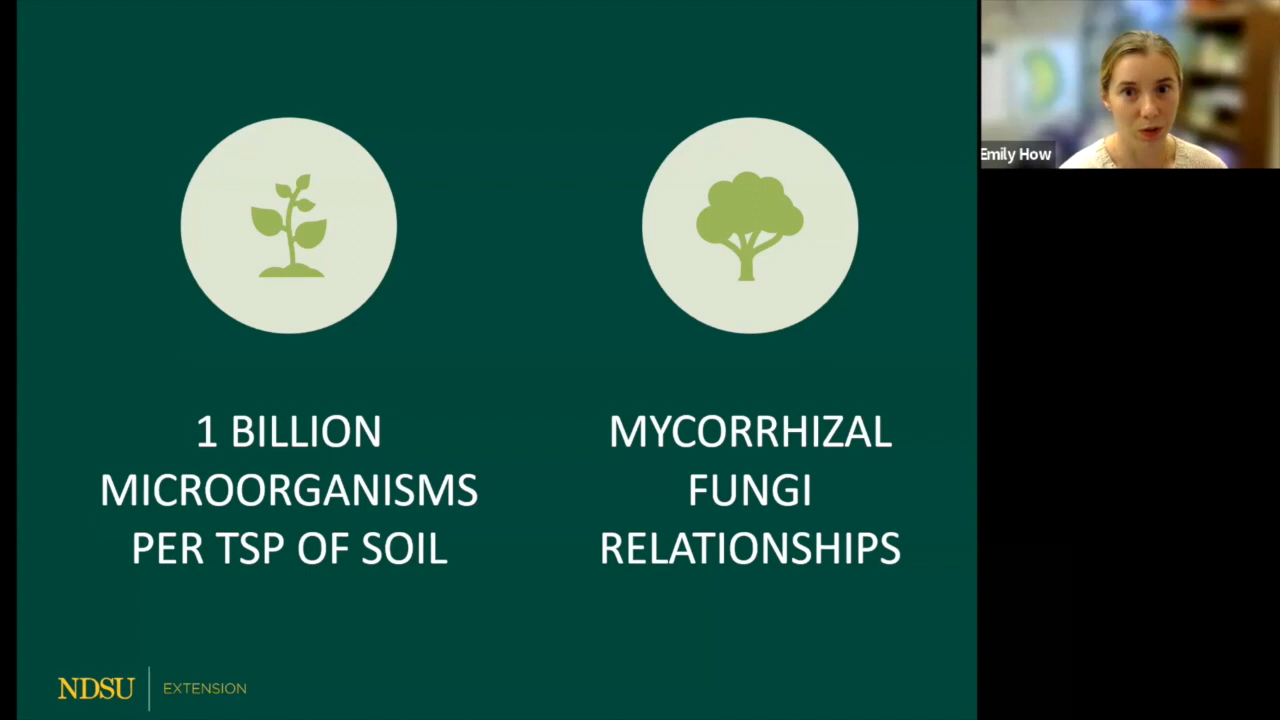 Emily How
1 BILLION
MICROORGANISMS
PER TSP OF SOIL
MYCORRHIZAL
FUNGI
RELATIONSHIPS
NDSU EXTENSION